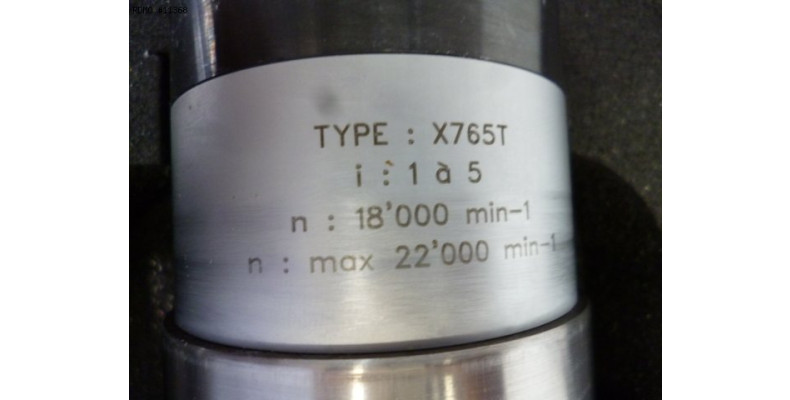 TYPE : X765T
i : 1 à 5
n : 18'000 min-1
n : max 22'000 min-1